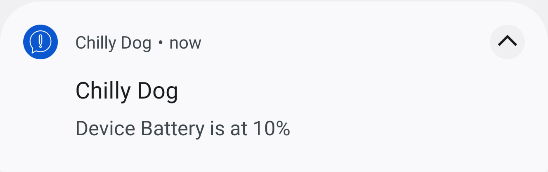 Chilly Dog • now
Chilly Dog
Device Battery is at 10%